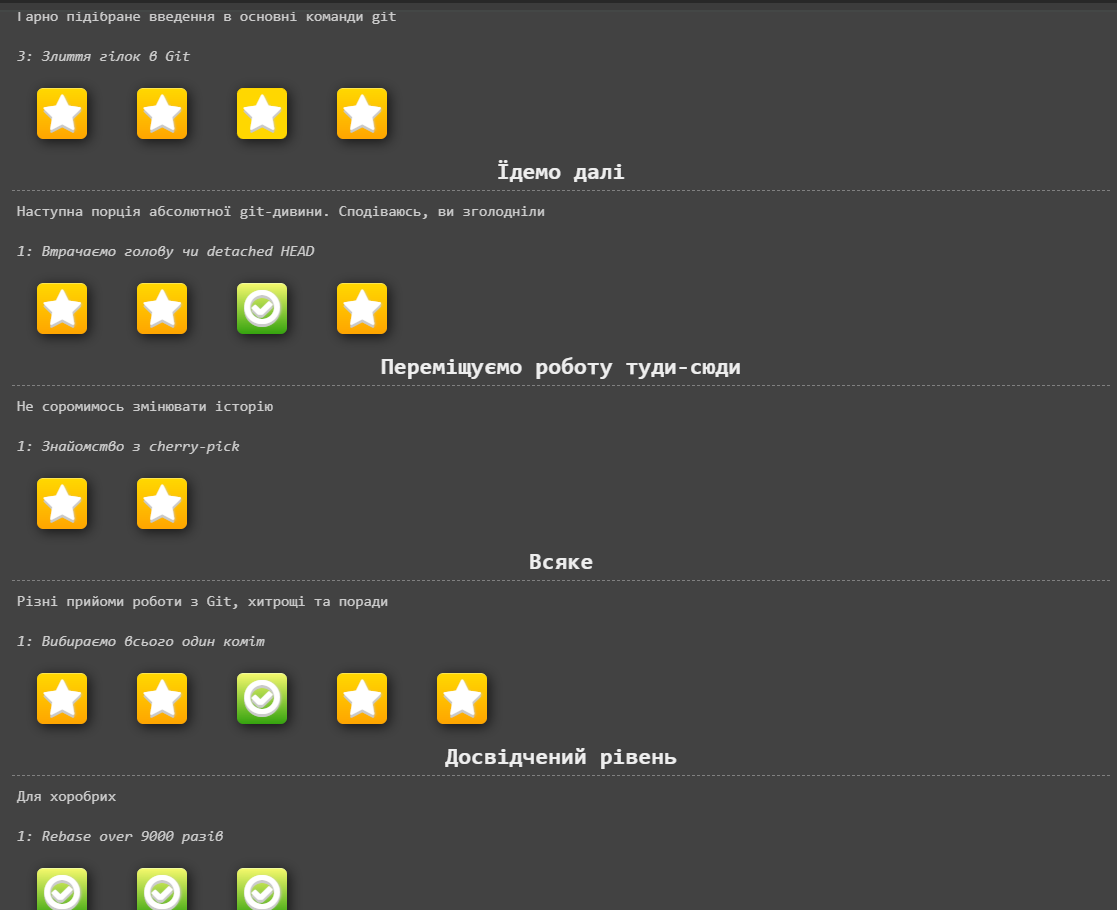 Гарно підібране введення в основні команди git
3: Злиття гілок в Git
Їдемо далі
Наступна порція абсолютної git-дивини. Сподіваюсь, ви зголодніли
1: Втрачаємо голову чи detached HEAD
Переміщуємо роботу туди-сюди
Не соромимось змінювати історію
1: Знайомство з cherry-pick
Всяке
Різні прийоми роботи з Git, хитрощі та поради
1: Вибираємо всього один коміт
Досвідчений рівень
Для хоробрих
1: Rebase over 9000 разів